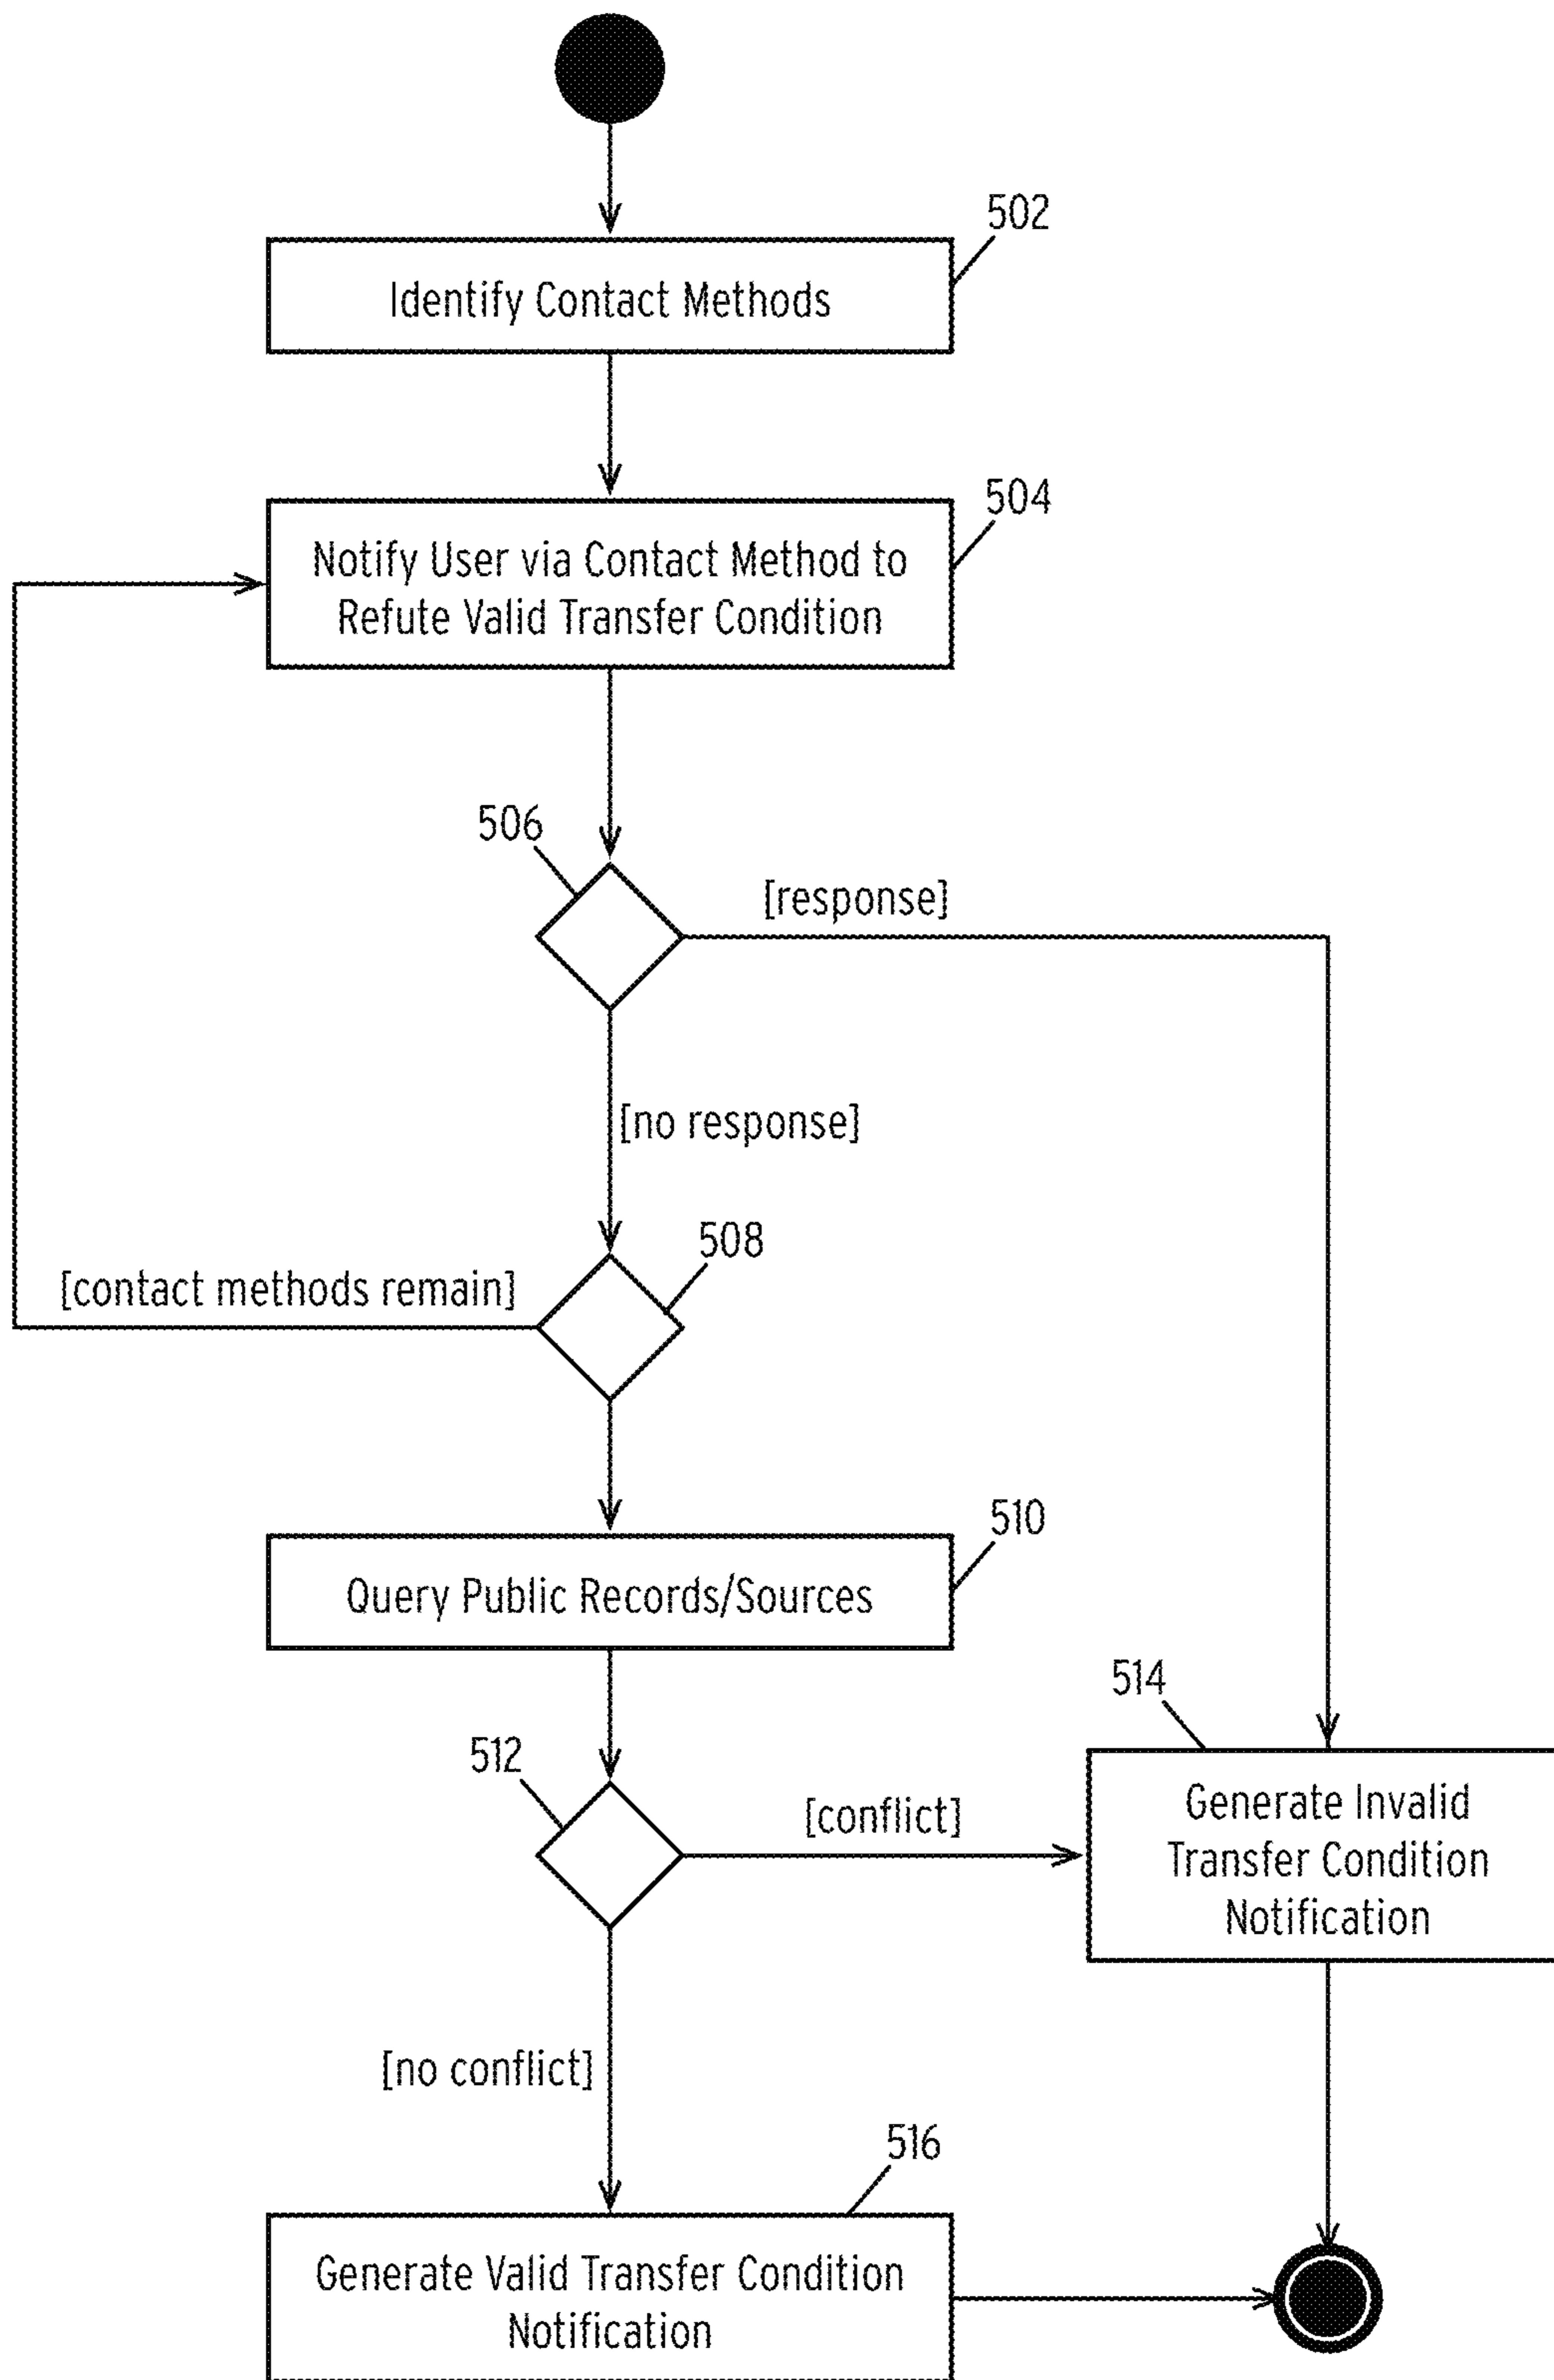 502
Identify Contact Methods
504
Notify User via Contact Method to
Refute Valid Transfer Condition
506
[response]
[no response]
508
[contact methods remain]
510
Query Public Records/Sources
514
512
[conflict]
Generate Invalid
Transfer Condition
Notification
[no conflict]
516
Generate Valid Transfer Condition
Notification